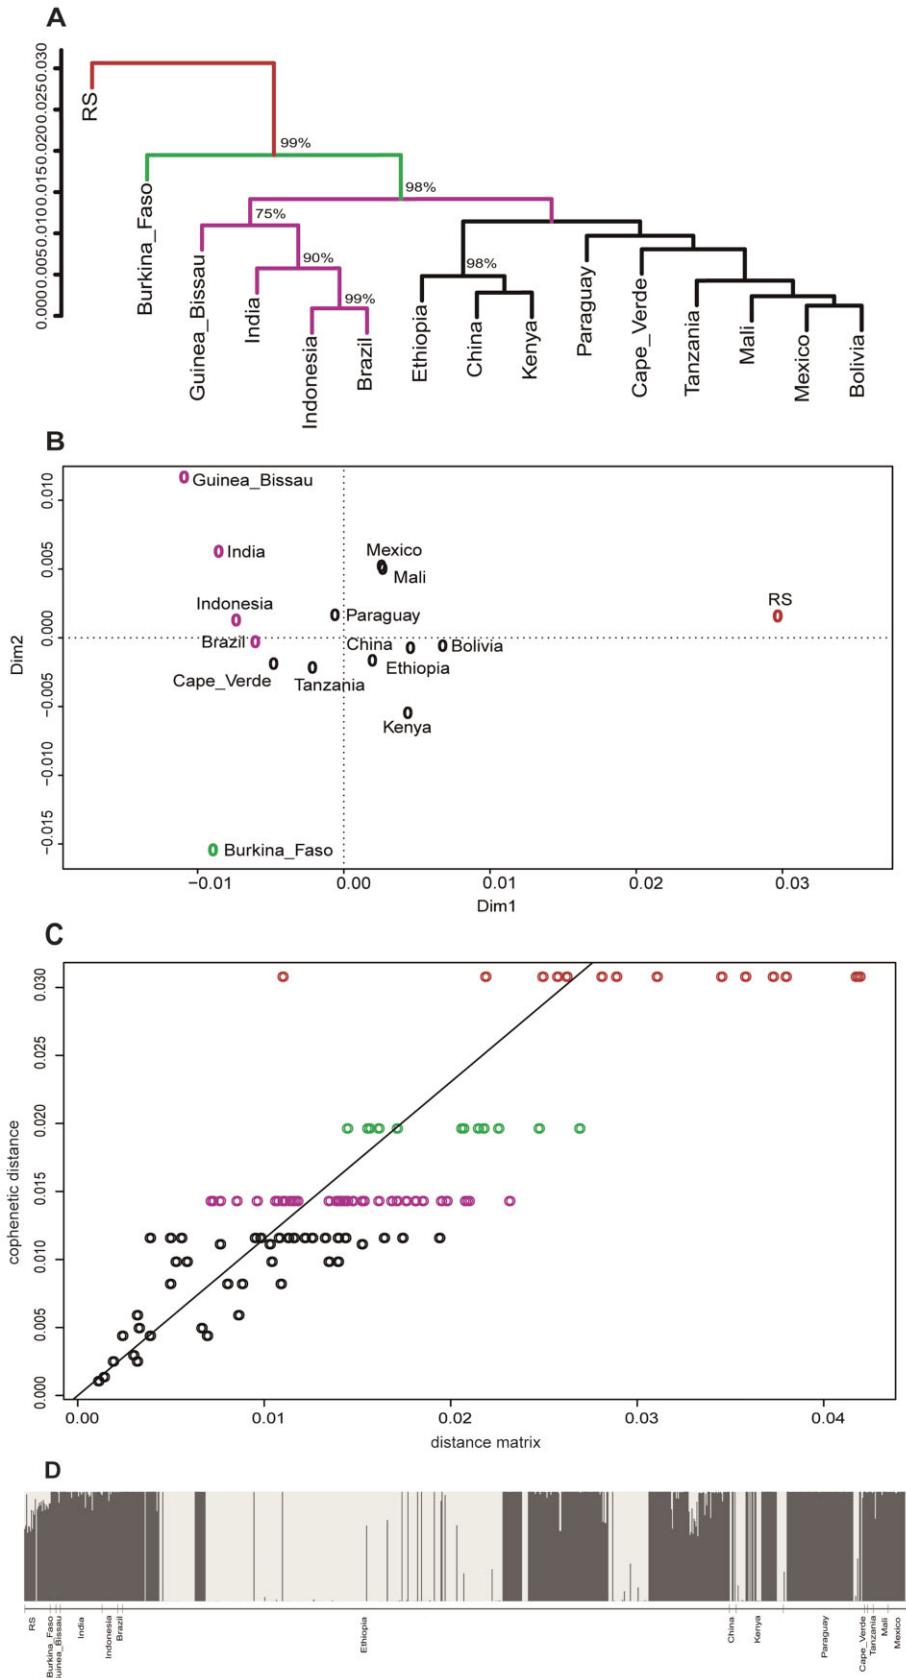 A
0.000 0.005 0.010 0.015 0.020 0.025 0.030
RS
99%
Burkina_Faso
98%
75%
Guinea_Bissau
90%
India
99%
Indonesia
Brazil
98%
Ethiopia
China
Kenya
Paraguay
Cape_Verde
Tanzania
Mali
Mexico
Bolivia
B
Dim2
0.010
0.005
0.000
−0.005
−0.010
−0.015
Guinea_Bissau
India
Mexico
Mali
Indonesia
RS
Paraguay
Brazil
China
Bolivia
Ethiopia
Cape_Verde
Tanzania
Kenya
Burkina_Faso
−0.01 0.00 0.01 0.02 0.03
Dim1
C
cophenetic distance
0.030
0.025
0.020
0.015
0.010
0.005
0.000
0.00 0.01 0.02 0.03 0.04
distance matrix
D
RS
Burkina_Faso
uinea_Bissau
India
Indonesia
Brazil
Ethiopia
China
Kenya
Paraguay
Cape_Verde
Tanzania
Mali
Mexico